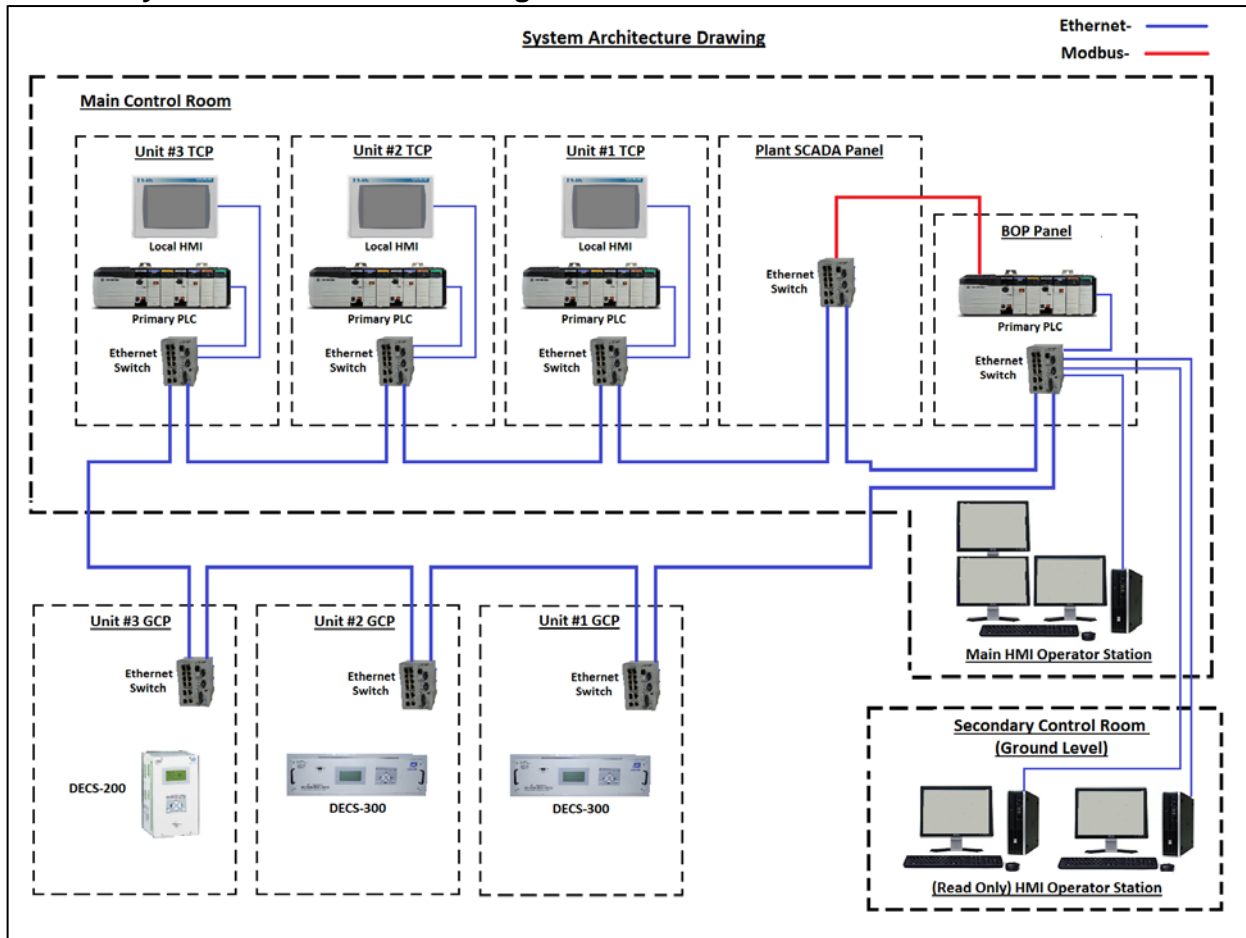 System Architecture Drawing
Ethernet-
Modbus-
Main Control Room
Unit #3 TCP
Local HMI
Primary PLC
Ethernet
Switch
Unit #2 TCP
Local HMI
Primary PLC
Ethernet
Switch
Unit #1 TCP
Local HMI
Primary PLC
Ethernet
Switch
Plant SCADA Panel
Ethernet
Switch
BOP Panel
Primary PLC
Ethernet
Switch
Main HMI Operator Station
Unit #3 GCP
Ethernet
Switch
DECS-200
Unit #2 GCP
Ethernet
Switch
DECS-300
Unit #1 GCP
Ethernet
Switch
DECS-300
Secondary Control Room
(Ground Level)
(Read Only) HMI Operator Station